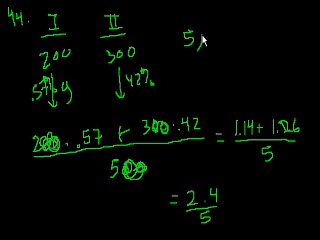 44. I II
200 300 5,
.57 42%
200 · .57 + 300 · .42 = 1.14 + 1.26
500 5
= 2.4
5